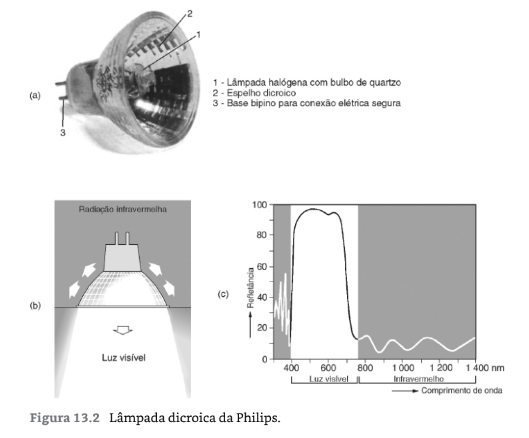 (a)
2
1
3
1 - Lâmpada halógena com bulbo de quartzo
2 - Espelho dicroico
3 - Base bipino para conexão elétrica segura
(b)
Radiação infravermelha
Luz visível
(c)
Refletância
100
80
60
40
20
0
400 600 800 1 000 1 200 1 400 nm
Luz visível Infravermelho
Comprimento de onda
Figura 13.2 Lâmpada dicroica da Philips.